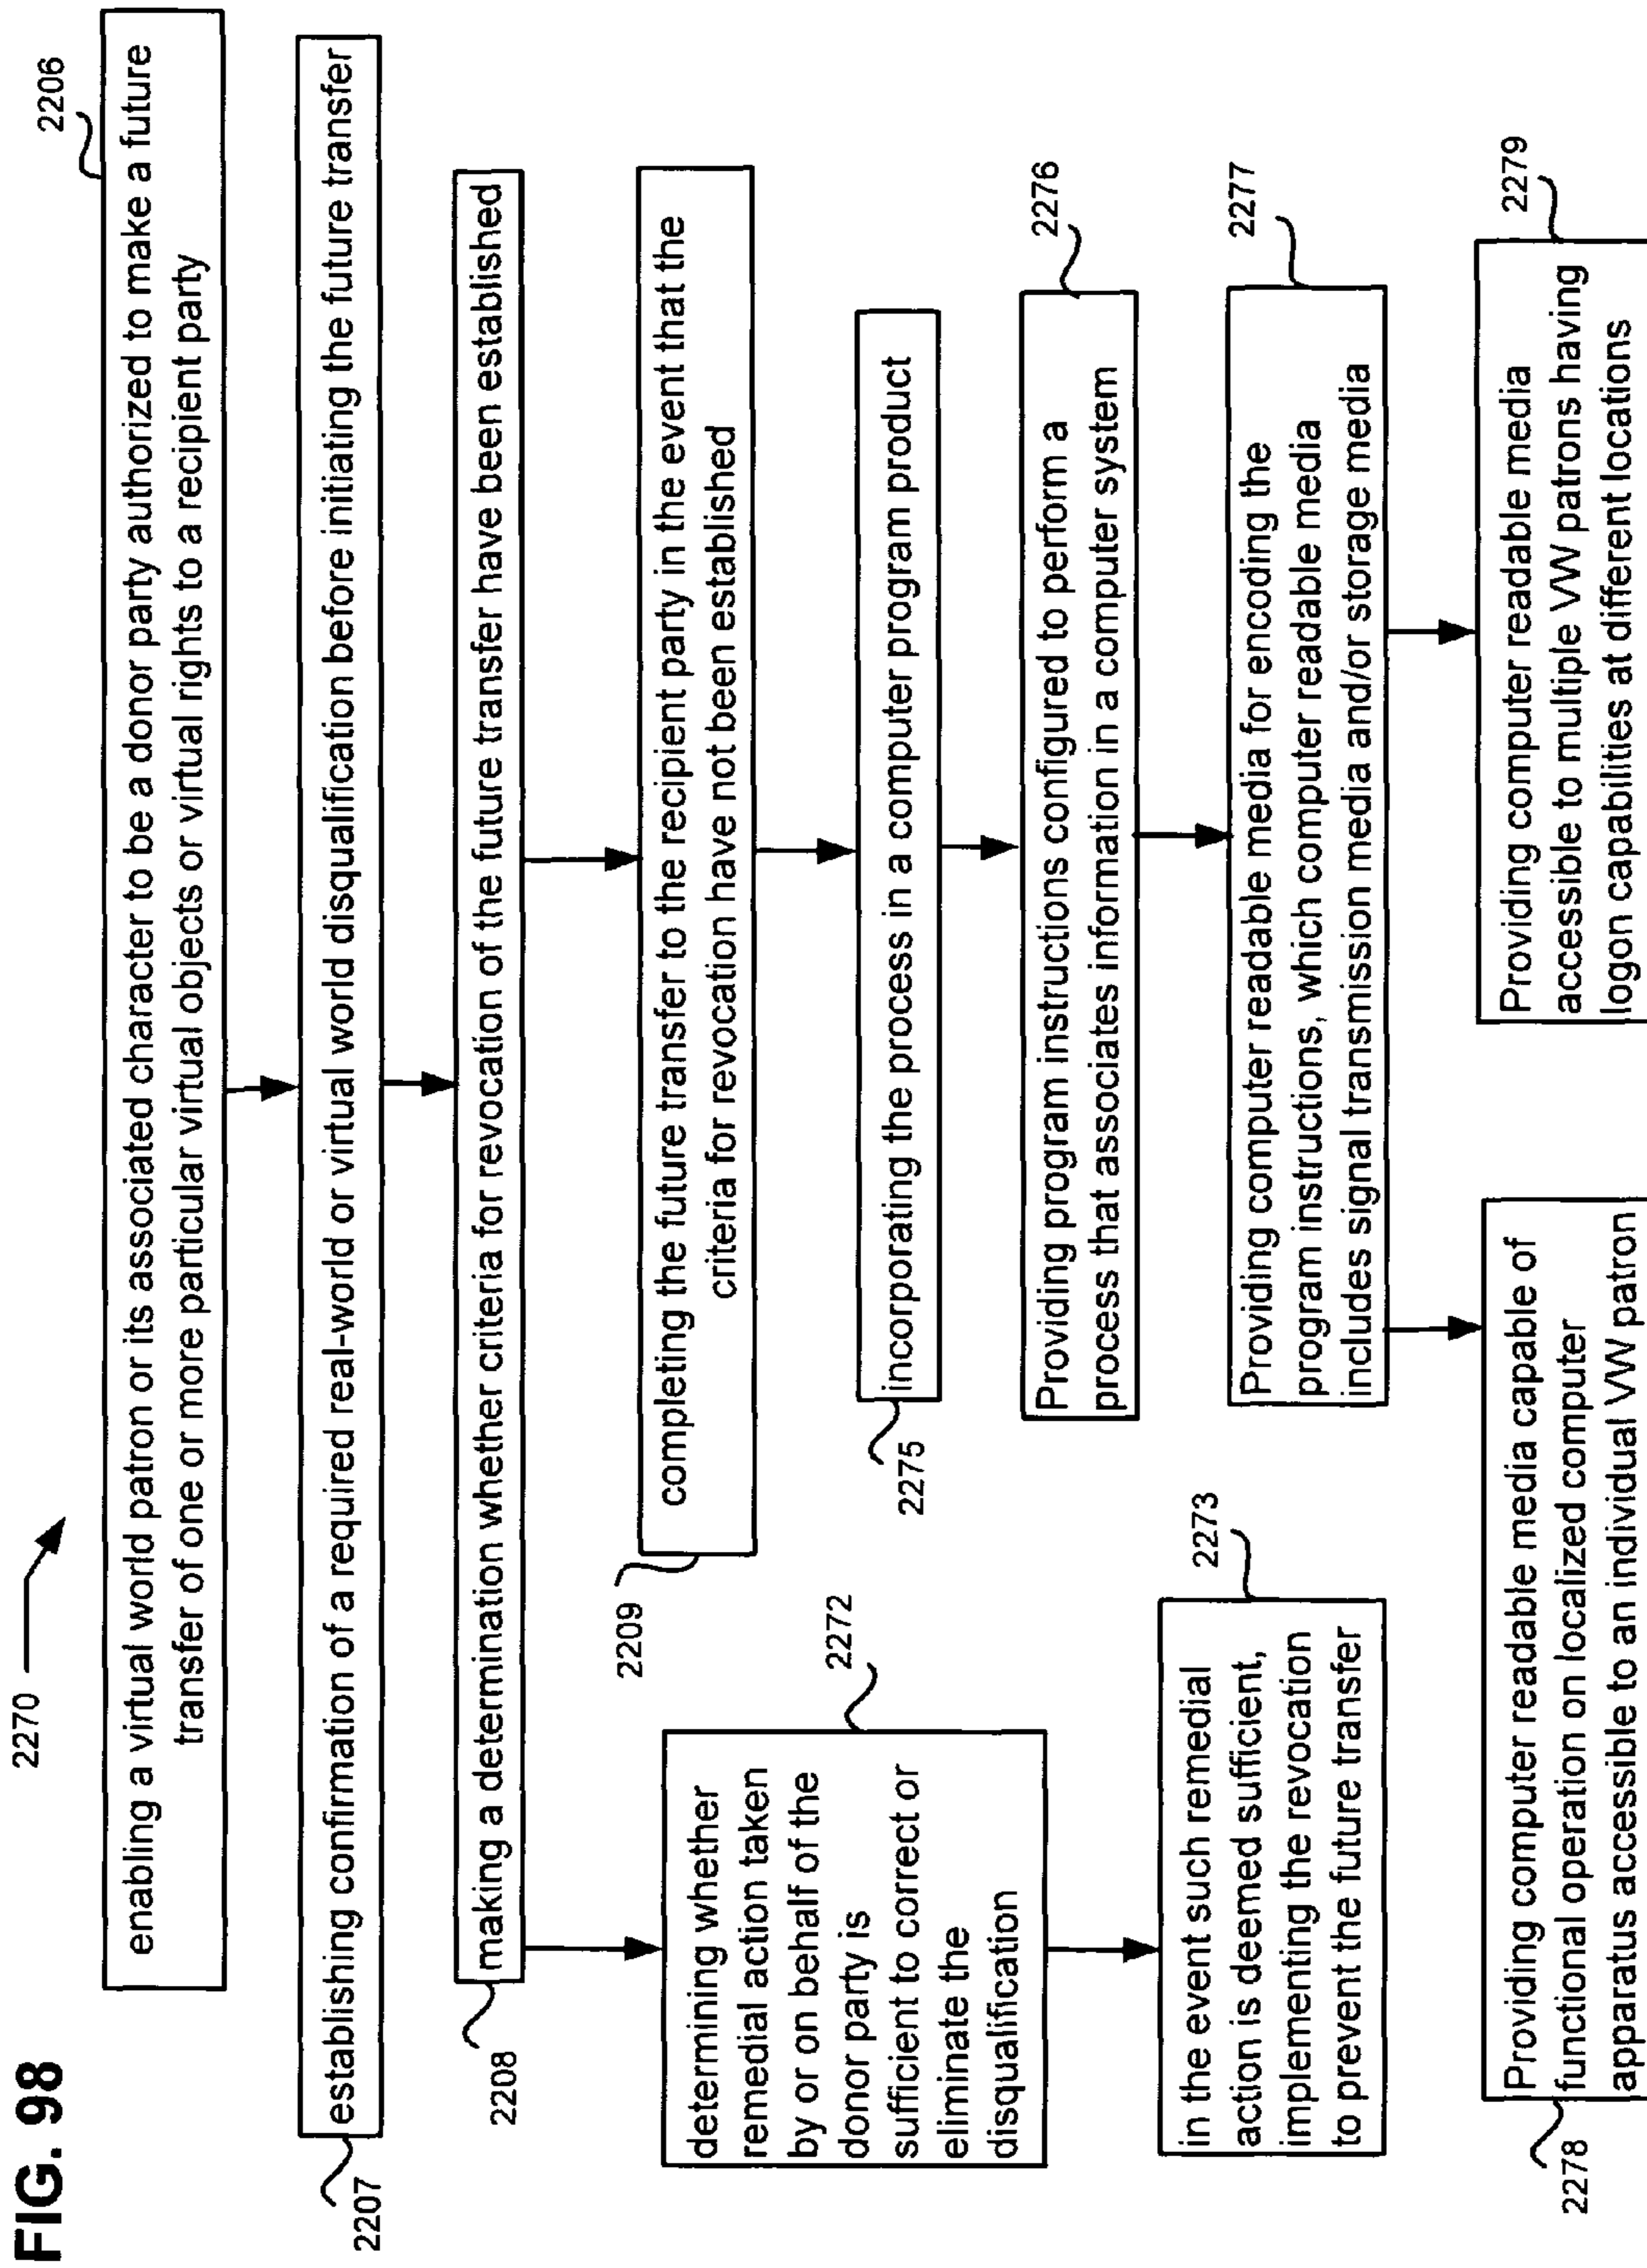 FIG. 98
2270
2206
enabling a virtual world patron or its associated character to be a donor party authorized to make a future
transfer of one or more particular virtual objects or virtual rights to a recipient party
2207
establishing confirmation of a required real-world or virtual world disqualification before initiating the future transfer
2208
making a determination whether criteria for revocation of the future transfer have been established
2209
completing the future transfer to the recipient party in the event that the
criteria for revocation have not been established
2272
determining whether
remedial action taken
by or on behalf of the
donor party is
sufficient to correct or
eliminate the
disqualification
2275
incorporating the process in a computer program product
2276
Providing program instructions configured to perform a
process that associates information in a computer system
2273
in the event such remedial
action is deemed sufficient,
implementing the revocation
to prevent the future transfer
2277
Providing computer readable media for encoding the
program instructions, which computer readable media
includes signal transmission media and/or storage media
2278
Providing computer readable media capable of
functional operation on localized computer
apparatus accessible to an individual VW patron
2279
Providing computer readable media
accessible to multiple VW patrons having
logon capabilities at different locations